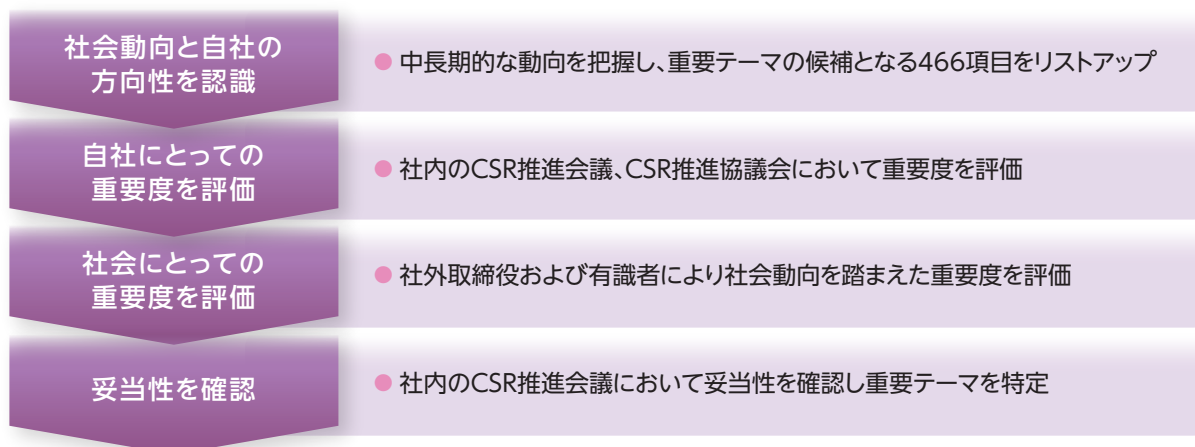 社会動向と自社の
方向性を認識
● 中長期的な動向を把握し、重要テーマの候補となる466項目をリストアップ
自社にとっての
重要度を評価
● 社内のCSR推進会議、CSR推進協議会において重要度を評価
社会にとっての
重要度を評価
● 社外取締役および有識者により社会動向を踏まえた重要度を評価
妥当性を確認
● 社内のCSR推進会議において妥当性を確認し重要テーマを特定